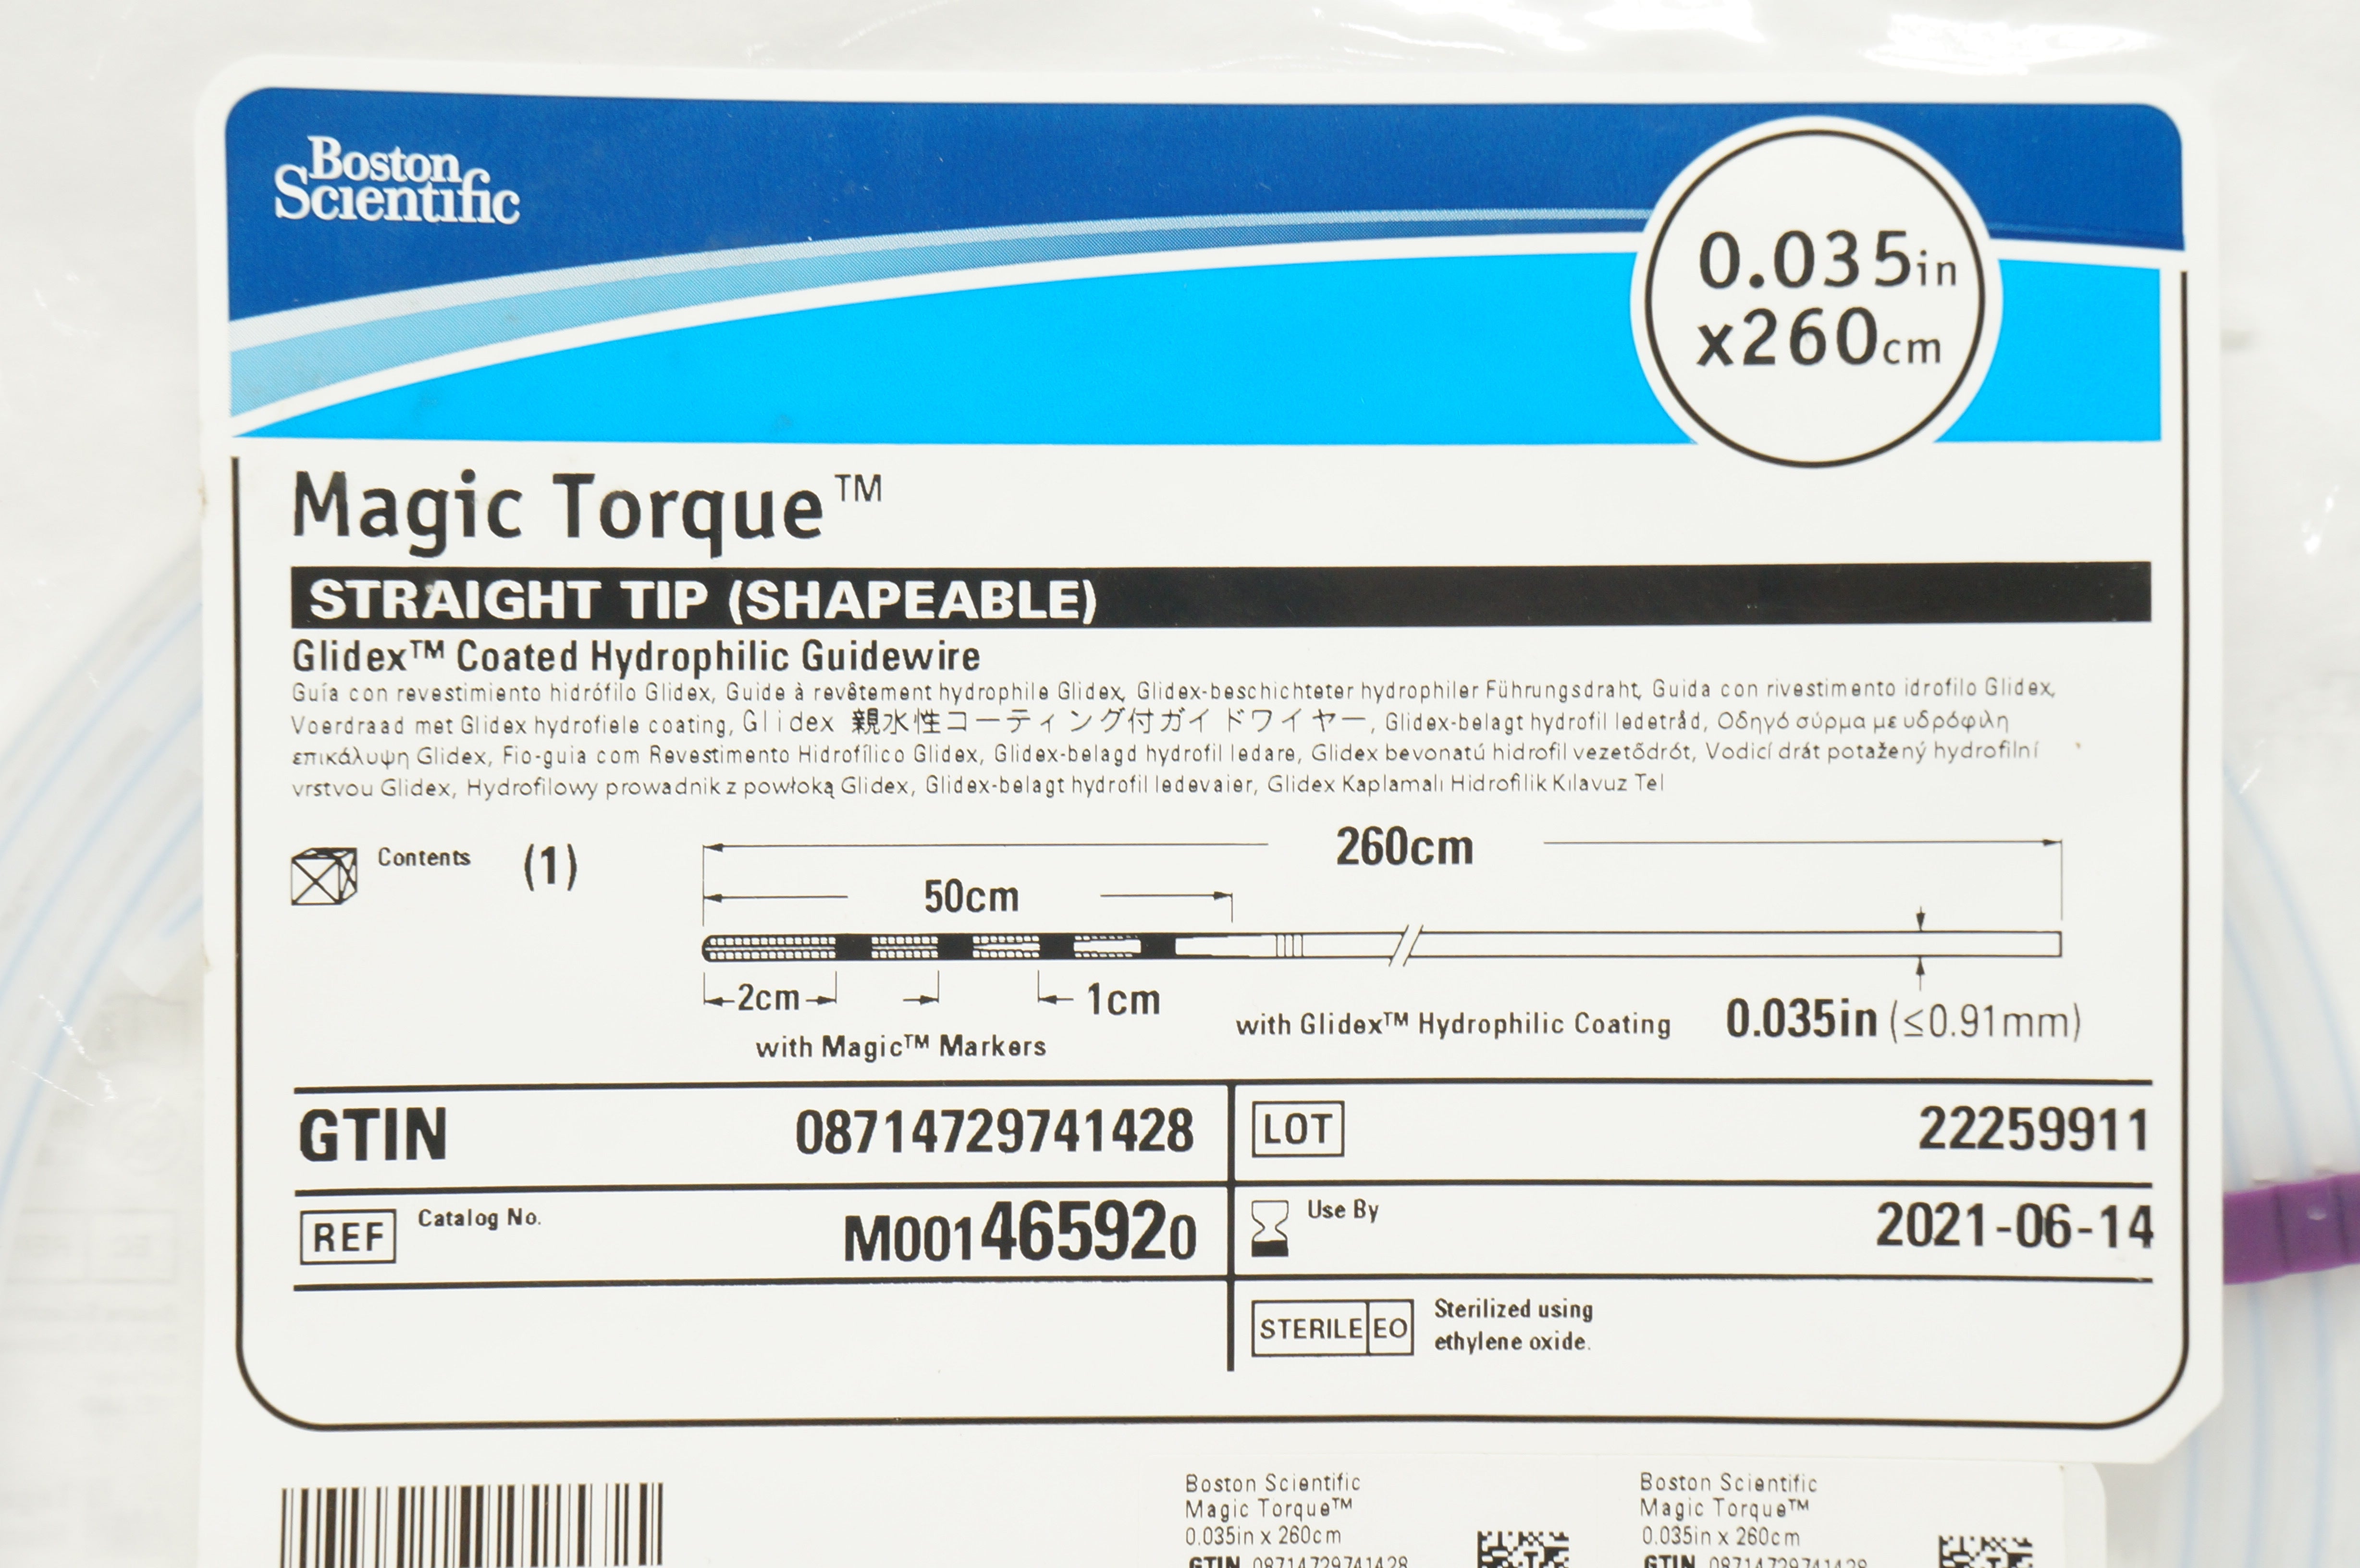 Boston
Scientific
0.035in
x260cm
Magic Torque™
STRAIGHT TIP (SHAPEABLE)
Glidex™ Coated Hydrophilic Guidewire
Guía con revestimiento hidrófilo Glidex, Guide à revêtement hydrophile Glidex, Glidex-beschichteter hydrophiler Führungsdraht, Guida con rivestimento idrofilo Glidex,
Voerdraad met Glidex hydrofiele coating, Glidex 親水性コーティング付ガイドワイヤー, Glidex-belagt hydrofil ledetråd, Οδηγό σύρμα με υδρόφιλη
επικάλυψη Glidex, Fio-guia com Revestimento Hidrofílico Glidex, Glidex-belagd hydrofil ledare, Glidex bevonatú hidrofil vezetődrót, Vodicí drát potažený hydrofilní
vrstvou Glidex, Hydrofilowy prowadnik z powłoką Glidex, Glidex-belagt hydrofil ledevaier, Glidex Kaplamalı Hidrofilik Kılavuz Tel
Contents (1)
260cm
50cm
2cm
1cm
with Magic™ Markers
with Glidex™ Hydrophilic Coating
0.035in (≤0.91mm)
GTIN 08714729741428
LOT 22259911
REF Catalog No. M001465920
Use By 2021-06-14
STERILE EO Sterilized using
ethylene oxide.
Boston Scientific
Magic Torque™
0.035in x 260cm
GTIN 08714729741428
Boston Scientific
Magic Torque™
0.035in x 260cm
GTIN 08714729741428